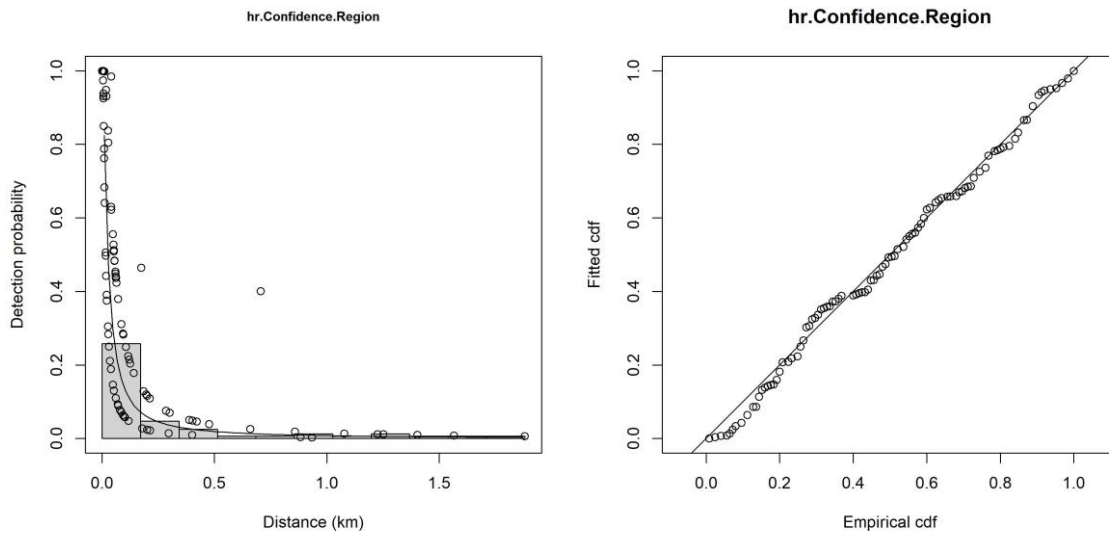 hr.Confidence.Region
Detection probability
1.0
0.8
0.6
0.4
0.2
0.0
0.0 0.5 1.0 1.5
Distance (km)
hr.Confidence.Region
Fitted cdf
1.0
0.8
0.6
0.4
0.2
0.0
0.0 0.2 0.4 0.6 0.8 1.0
Empirical cdf